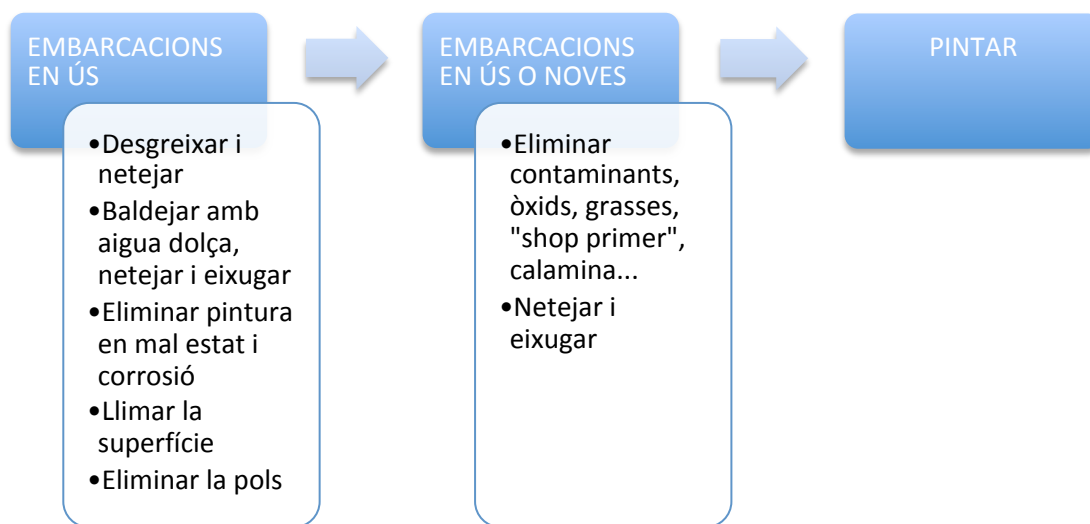 EMBARCACIONS
EN ÚS
•Desgreixar i
netejar
•Baldejar amb
aigua dolça,
netejar i eixugar
•Eliminar pintura
en mal estat i
corrosió
•Llimar la
superfície
•Eliminar la pols
EMBARCACIONS
EN ÚS O NOVES
•Eliminar
contaminants,
òxids, grasses,
"shop primer",
calamina...
•Netejar i
eixugar
PINTAR